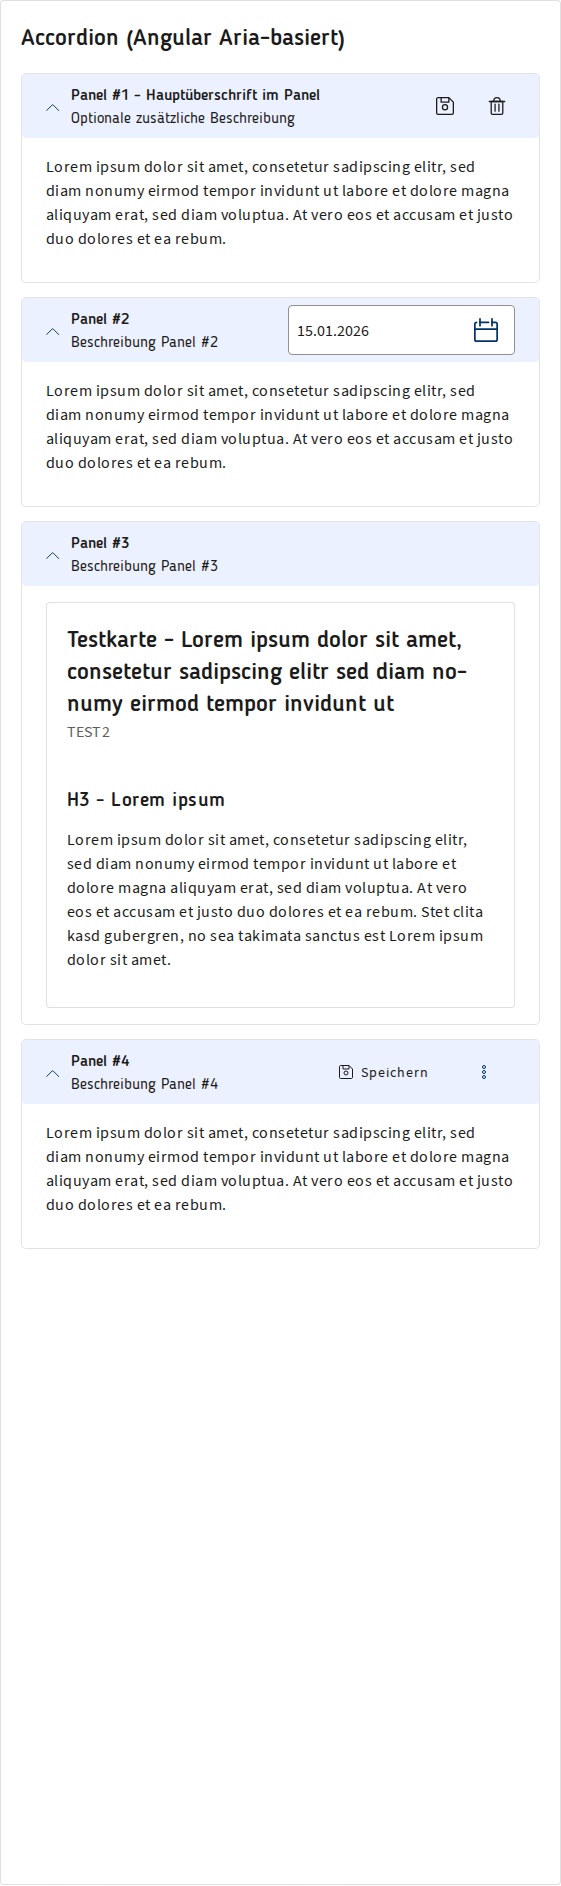 Accordion (Angular Aria-basiert)
Panel #1 - Hauptüberschrift im Panel
Optionale zusätzliche Beschreibung
Lorem ipsum dolor sit amet, consetetur sadipscing elitr, sed
diam nonumy eirmod tempor invidunt ut labore et dolore magna
aliquyam erat, sed diam voluptua. At vero eos et accusam et justo
duo dolores et ea rebum.
Panel #2
Beschreibung Panel #2
15.01.2026
Lorem ipsum dolor sit amet, consetetur sadipscing elitr, sed
diam nonumy eirmod tempor invidunt ut labore et dolore magna
aliquyam erat, sed diam voluptua. At vero eos et accusam et justo
duo dolores et ea rebum.
Panel #3
Beschreibung Panel #3
Testkarte - Lorem ipsum dolor sit amet,
consetetur sadipscing elitr sed diam no-
numy eirmod tempor invidunt ut
TEST2
H3 - Lorem ipsum
Lorem ipsum dolor sit amet, consetetur sadipscing elitr,
sed diam nonumy eirmod tempor invidunt ut labore et
dolore magna aliquyam erat, sed diam voluptua. At vero
eos et accusam et justo duo dolores et ea rebum. Stet clita
kasd gubergren, no sea takimata sanctus est Lorem ipsum
dolor sit amet.
Panel #4
Beschreibung Panel #4
Speichern
Lorem ipsum dolor sit amet, consetetur sadipscing elitr, sed
diam nonumy eirmod tempor invidunt ut labore et dolore magna
aliquyam erat, sed diam voluptua. At vero eos et accusam et justo
duo dolores et ea rebum.